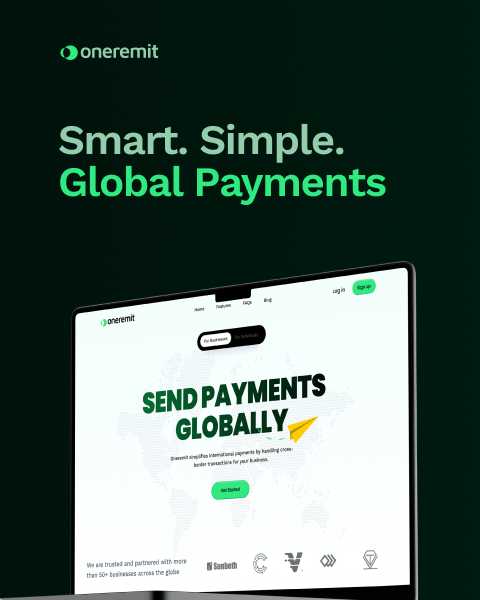 oneremit
Smart. Simple.
Global Payments
oneremit
Home Features FAQs Blog
Log in Sign up
For Businesses For Individuals
SEND PAYMENTS
GLOBALLY
Oneremit simplifies international payments by handling cross-
border transactions for your business.
Get Started
We are trusted and partnered with more
than 50+ businesses across the globe
Sunbeth